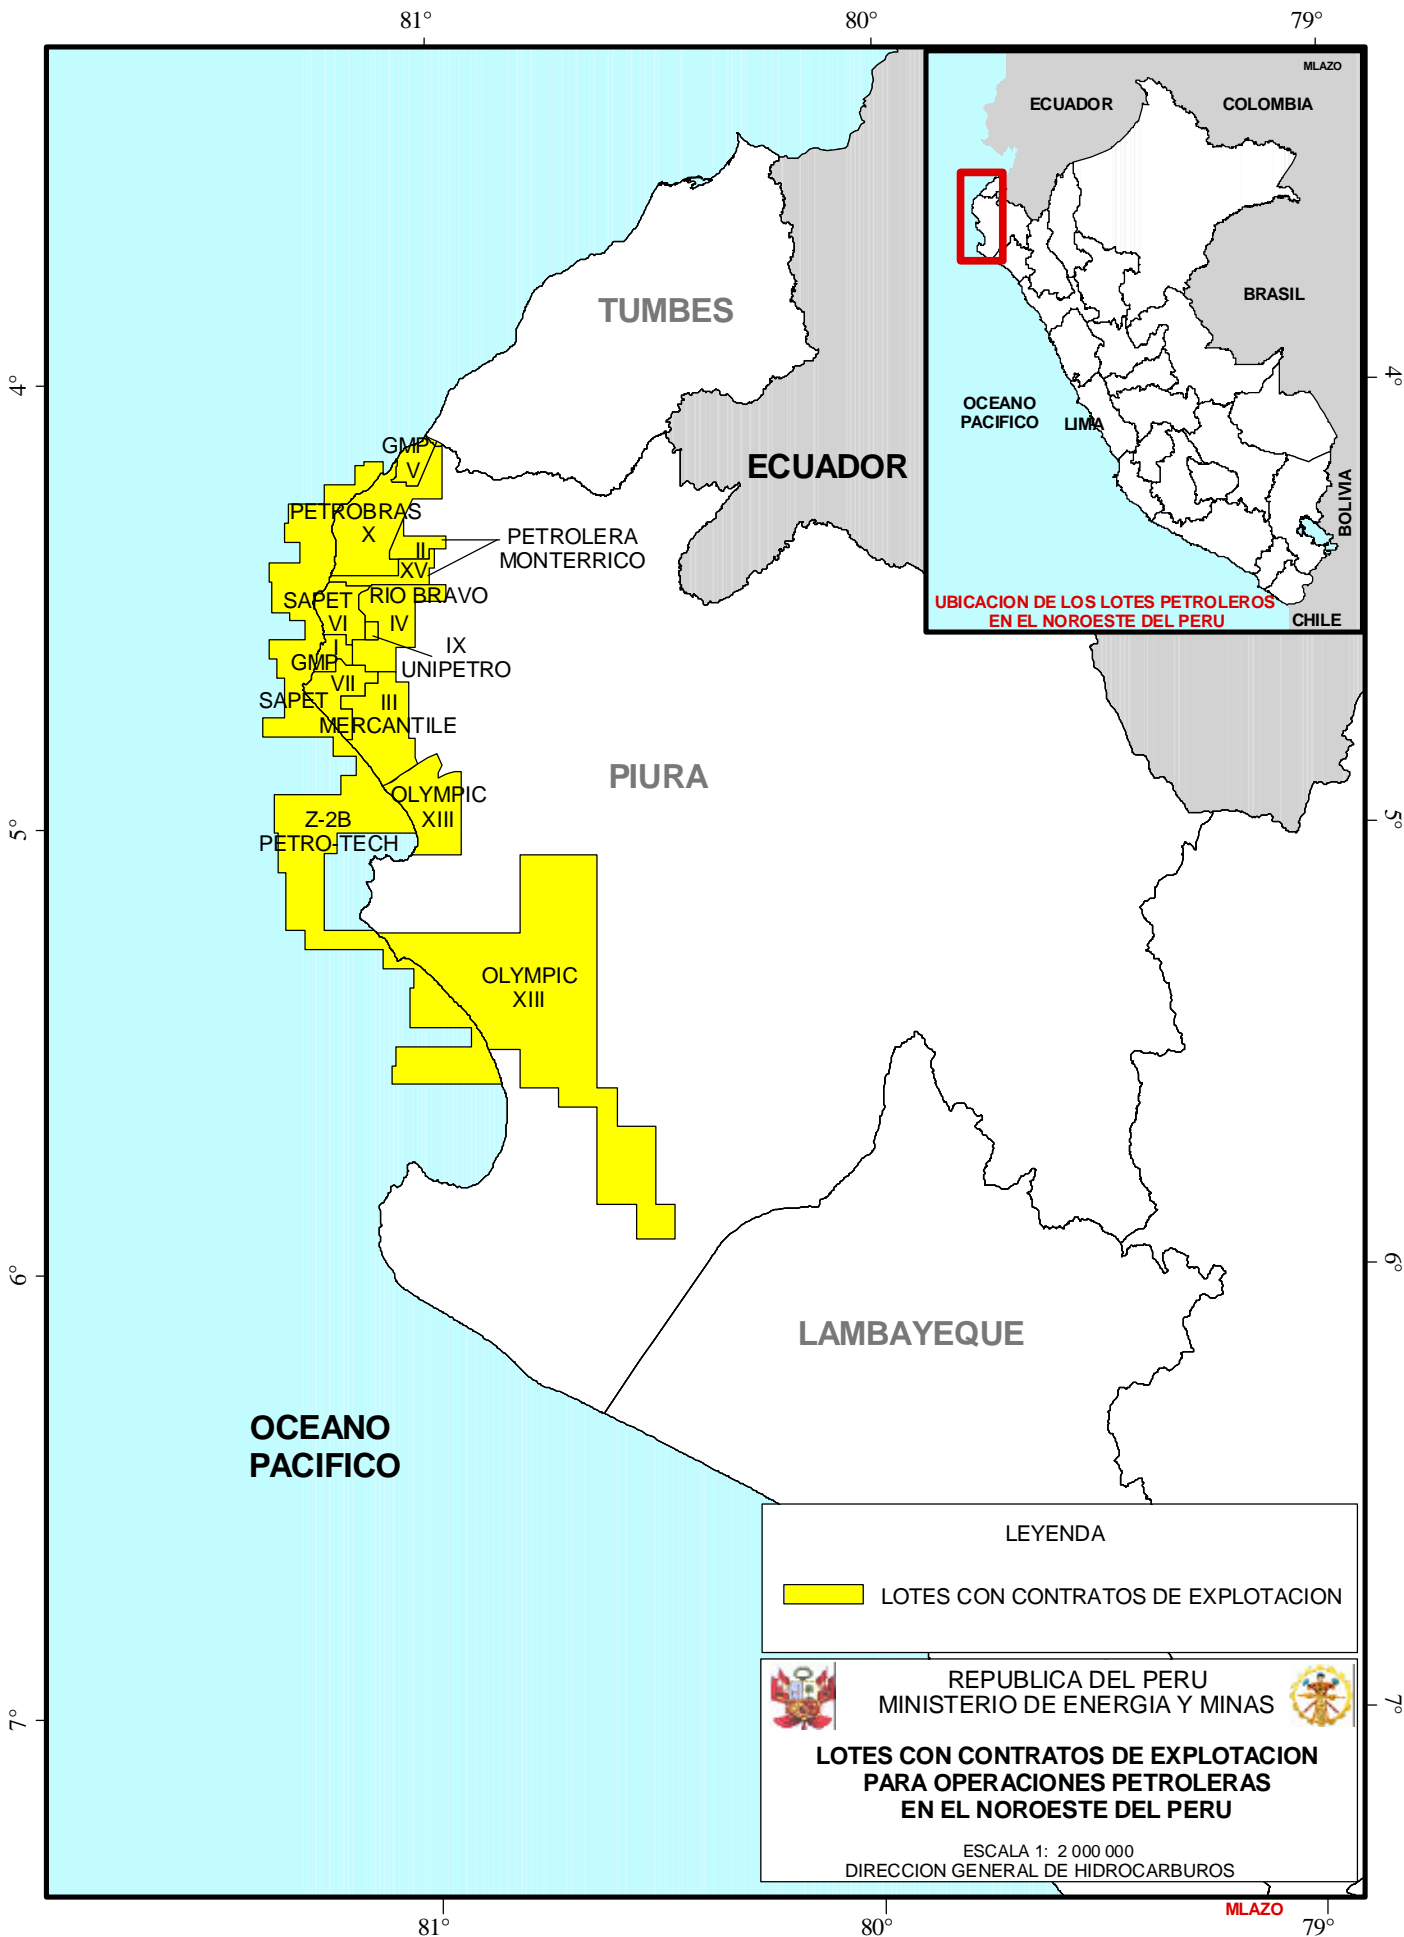 81°
80°
79°
MLAZO
ECUADOR
COLOMBIA
BRASIL
OCEANO
PACIFICO
LIMA
BOLIVIA
CHILE
UBICACION DE LOS LOTES PETROLEROS
EN EL NOROESTE DEL PERU
TUMBES
4°
4°
ECUADOR
GMP
V
PETROBRAS
X
PETROLERA
MONTERRICO
II
XV
SAPET
VI
RIO BRAVO
IV
I
GMP
IX
UNIPETRO
VII
SAPET
III
MERCANTILE
PIURA
OLYMPIC
XIII
Z-2B
PETRO-TECH
5°
5°
OLYMPIC
XIII
6°
6°
LAMBAYEQUE
OCEANO
PACIFICO
LEYENDA
LOTES CON CONTRATOS DE EXPLOTACION
REPUBLICA DEL PERU
MINISTERIO DE ENERGIA Y MINAS
7°
7°
LOTES CON CONTRATOS DE EXPLOTACION
PARA OPERACIONES PETROLERAS
EN EL NOROESTE DEL PERU
ESCALA 1: 2 000 000
DIRECCION GENERAL DE HIDROCARBUROS
MLAZO
81°
80°
79°